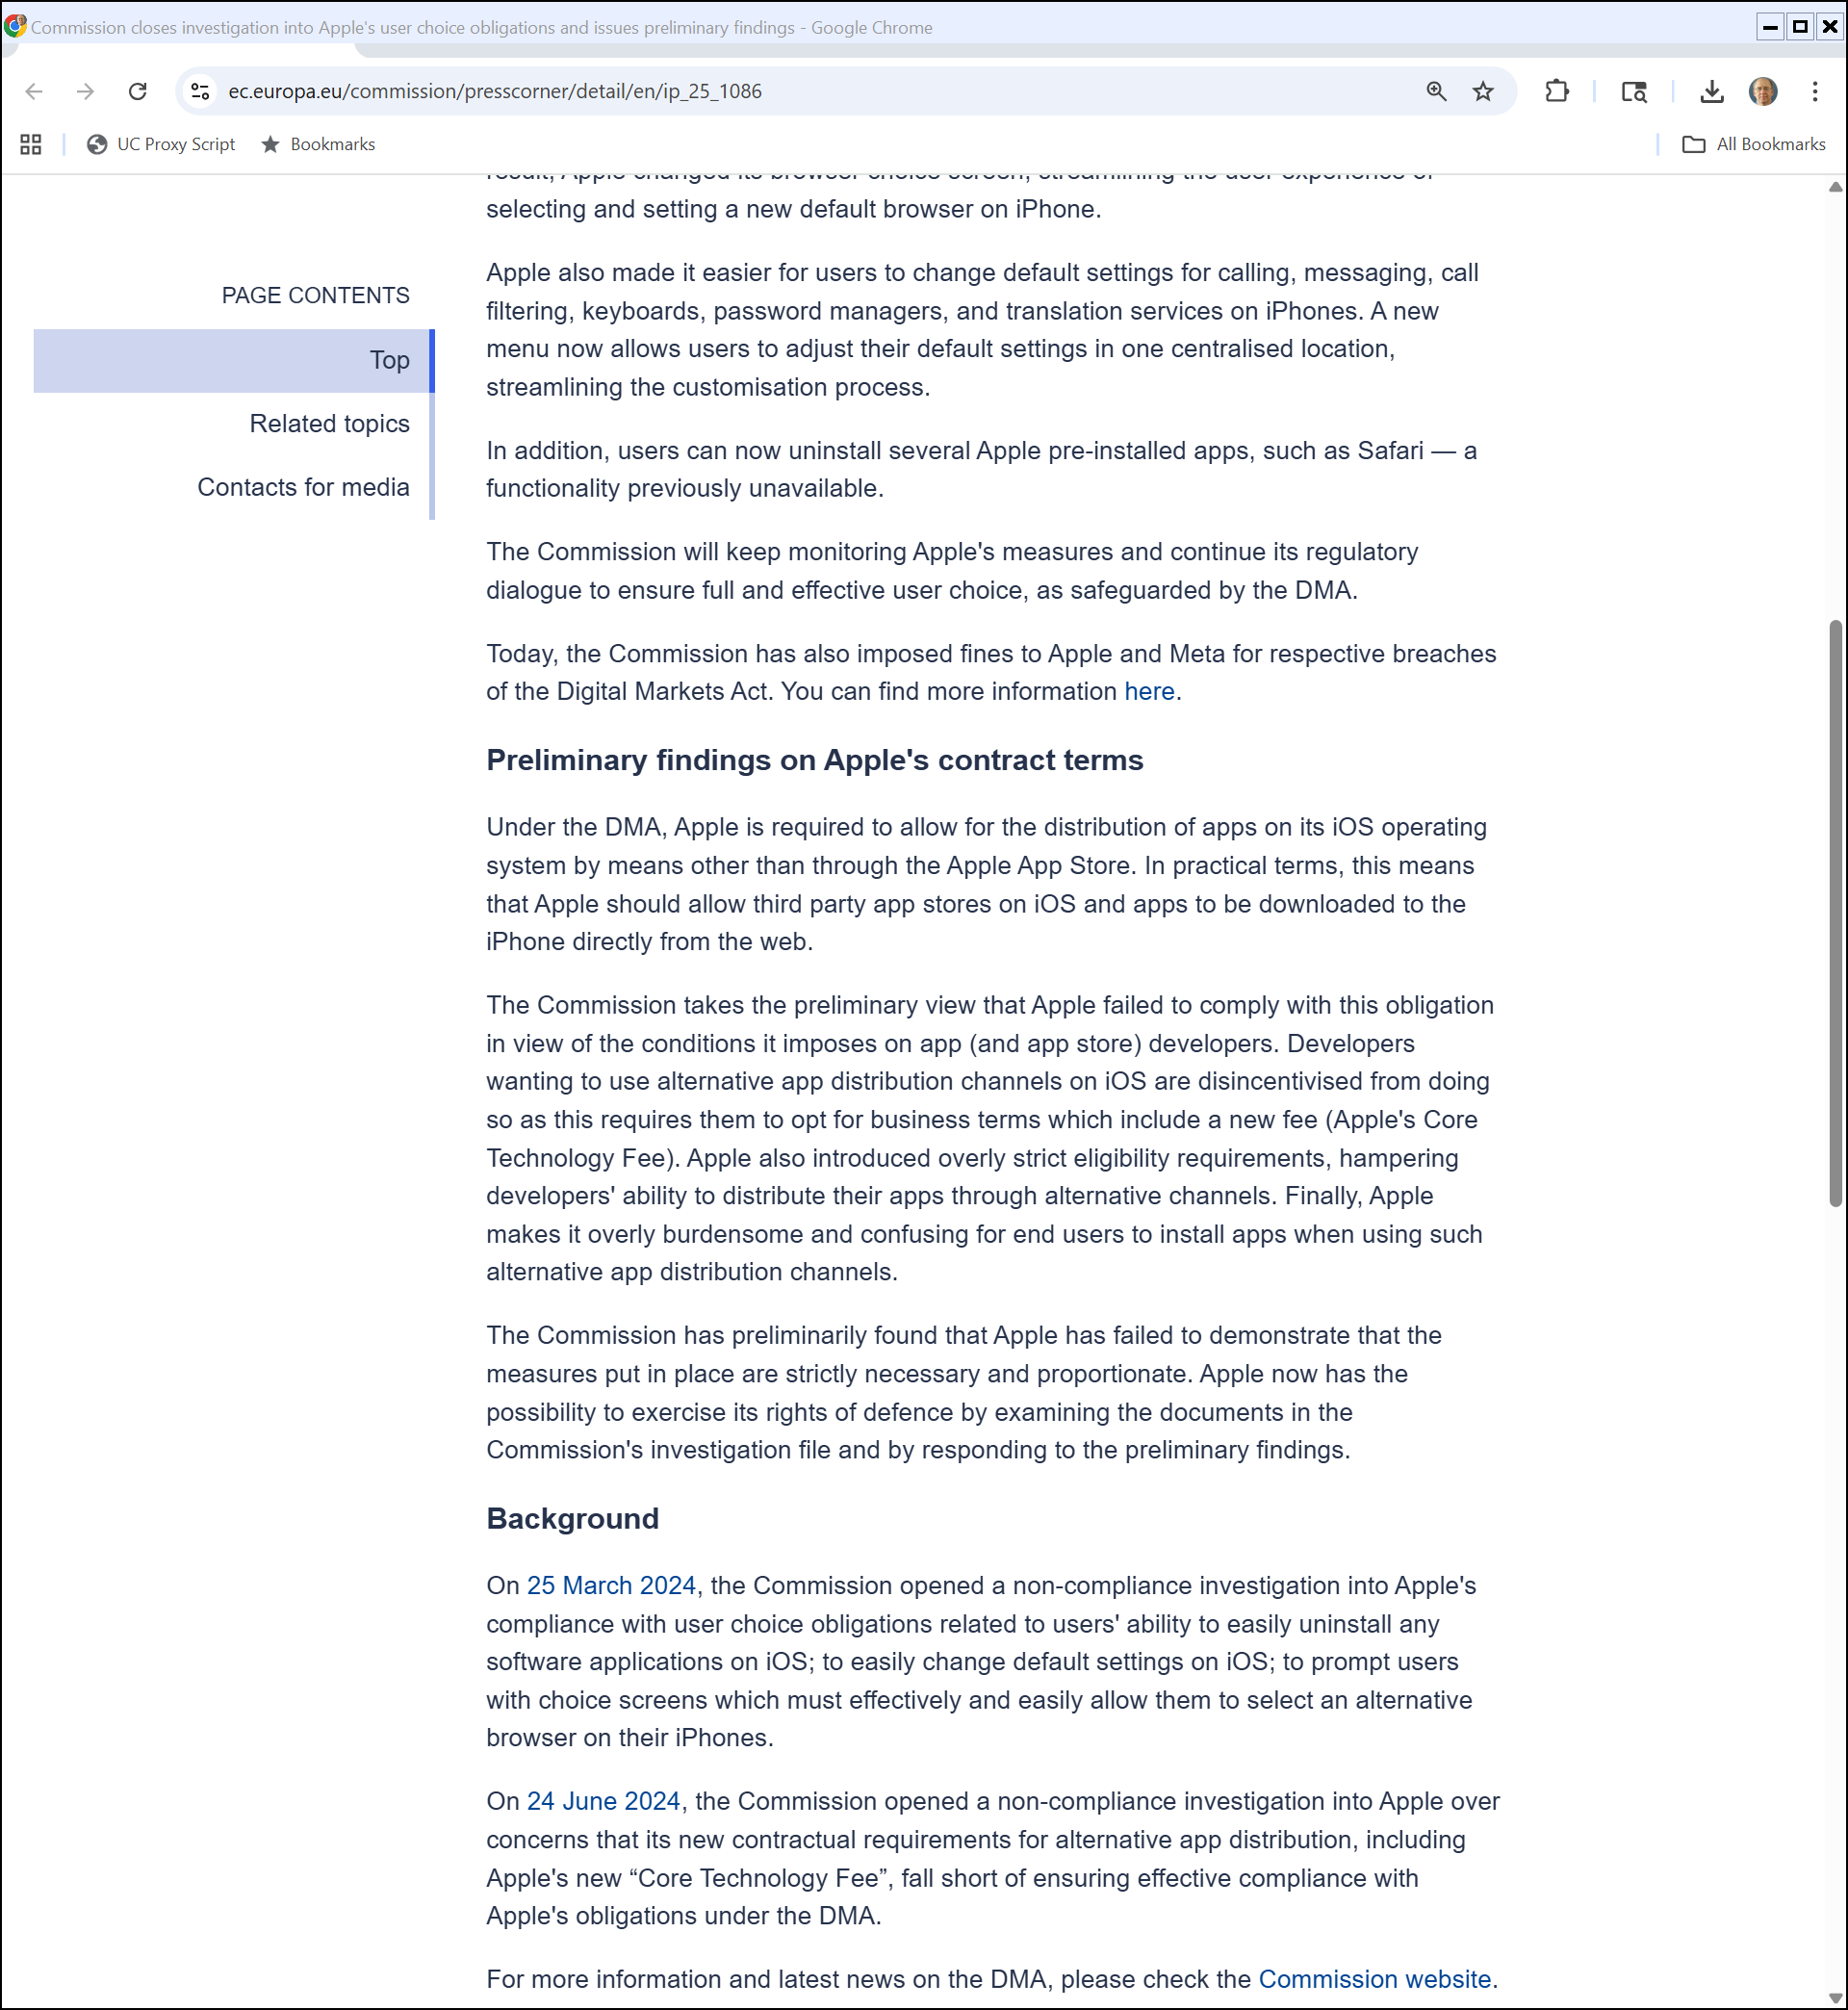 Commission closes investigation into Apple's user choice obligations and issues preliminary findings - Google Chrome
ec.europa.eu/commission/presscorner/detail/en/ip_25_1086
UC Proxy Script
Bookmarks
All Bookmarks
PAGE CONTENTS
Top
Related topics
Contacts for media
result, Apple changed its browser choice screen, streamlining the user experience of
selecting and setting a new default browser on iPhone.
Apple also made it easier for users to change default settings for calling, messaging, call
filtering, keyboards, password managers, and translation services on iPhones. A new
menu now allows users to adjust their default settings in one centralised location,
streamlining the customisation process.
In addition, users can now uninstall several Apple pre-installed apps, such as Safari — a
functionality previously unavailable.
The Commission will keep monitoring Apple's measures and continue its regulatory
dialogue to ensure full and effective user choice, as safeguarded by the DMA.
Today, the Commission has also imposed fines to Apple and Meta for respective breaches
of the Digital Markets Act. You can find more information here.
Preliminary findings on Apple's contract terms
Under the DMA, Apple is required to allow for the distribution of apps on its iOS operating
system by means other than through the Apple App Store. In practical terms, this means
that Apple should allow third party app stores on iOS and apps to be downloaded to the
iPhone directly from the web.
The Commission takes the preliminary view that Apple failed to comply with this obligation
in view of the conditions it imposes on app (and app store) developers. Developers
wanting to use alternative app distribution channels on iOS are disincentivised from doing
so as this requires them to opt for business terms which include a new fee (Apple's Core
Technology Fee). Apple also introduced overly strict eligibility requirements, hampering
developers' ability to distribute their apps through alternative channels. Finally, Apple
makes it overly burdensome and confusing for end users to install apps when using such
alternative app distribution channels.
The Commission has preliminarily found that Apple has failed to demonstrate that the
measures put in place are strictly necessary and proportionate. Apple now has the
possibility to exercise its rights of defence by examining the documents in the
Commission's investigation file and by responding to the preliminary findings.
Background
On 25 March 2024, the Commission opened a non-compliance investigation into Apple's
compliance with user choice obligations related to users' ability to easily uninstall any
software applications on iOS; to easily change default settings on iOS; to prompt users
with choice screens which must effectively and easily allow them to select an alternative
browser on their iPhones.
On 24 June 2024, the Commission opened a non-compliance investigation into Apple over
concerns that its new contractual requirements for alternative app distribution, including
Apple's new “Core Technology Fee”, fall short of ensuring effective compliance with
Apple's obligations under the DMA.
For more information and latest news on the DMA, please check the Commission website.